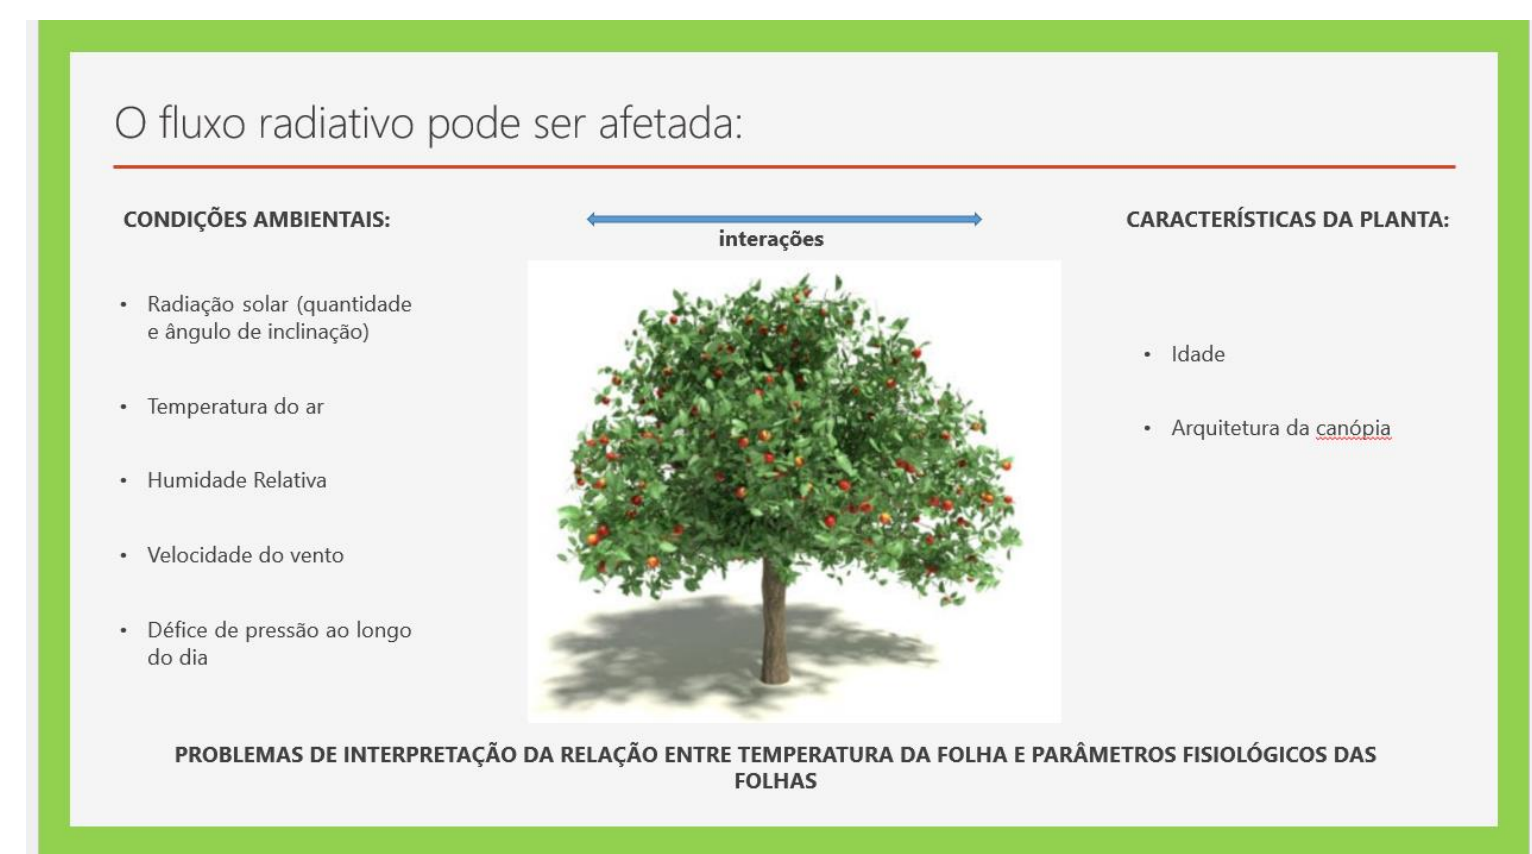 O fluxo radiativo pode ser afetada:
CONDIÇÕES AMBIENTAIS:
• Radiação solar (quantidade
e ângulo de inclinação)
• Temperatura do ar
• Humidade Relativa
• Velocidade do vento
• Défice de pressão ao longo
do dia
interações
CARACTERÍSTICAS DA PLANTA:
• Idade
• Arquitetura da canópia
PROBLEMAS DE INTERPRETAÇÃO DA RELAÇÃO ENTRE TEMPERATURA DA FOLHA E PARÂMETROS FISIOLÓGICOS DAS
FOLHAS